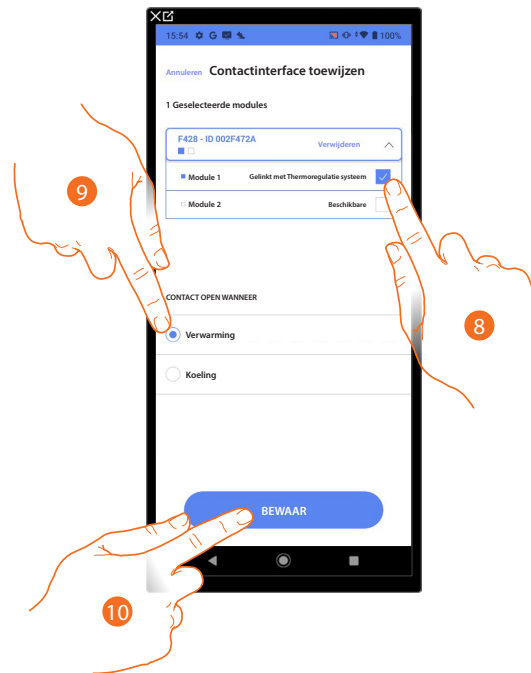 15:54 100%
Annuleren Contactinterface toewijzen
1 Geselecteerde modules
F428 - ID 002F472A Verwijderen
Module 1 Gelinkt met Thermoregulatie systeem
Module 2 Beschikbare
9
8
CONTACT OPEN WANNEER
Verwarming
Koeling
BEWAAR
10